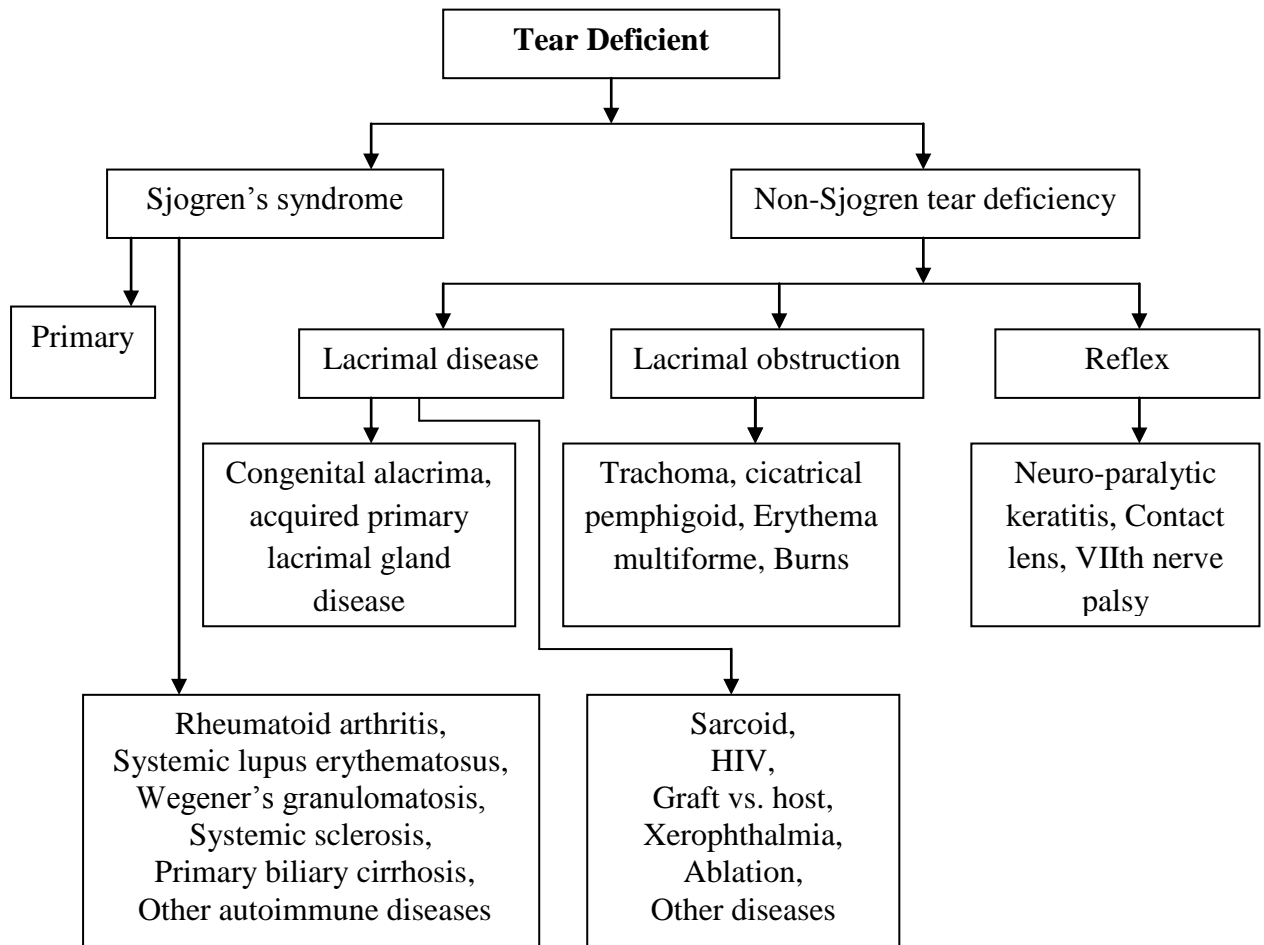 Tear Deficient
Sjogren’s syndrome
Non-Sjogren tear deficiency
Primary
Lacrimal disease
Lacrimal obstruction
Reflex
Congenital alacrima,
acquired primary
lacrimal gland
disease
Trachoma, cicatrical
pemphigoid, Erythema
multiforme, Burns
Neuro-paralytic
keratitis, Contact
lens, VIIth nerve
palsy
Rheumatoid arthritis,
Systemic lupus erythematosus,
Wegener’s granulomatosis,
Systemic sclerosis,
Primary biliary cirrhosis,
Other autoimmune diseases
Sarcoid,
HIV,
Graft vs. host,
Xerophthalmia,
Ablation,
Other diseases